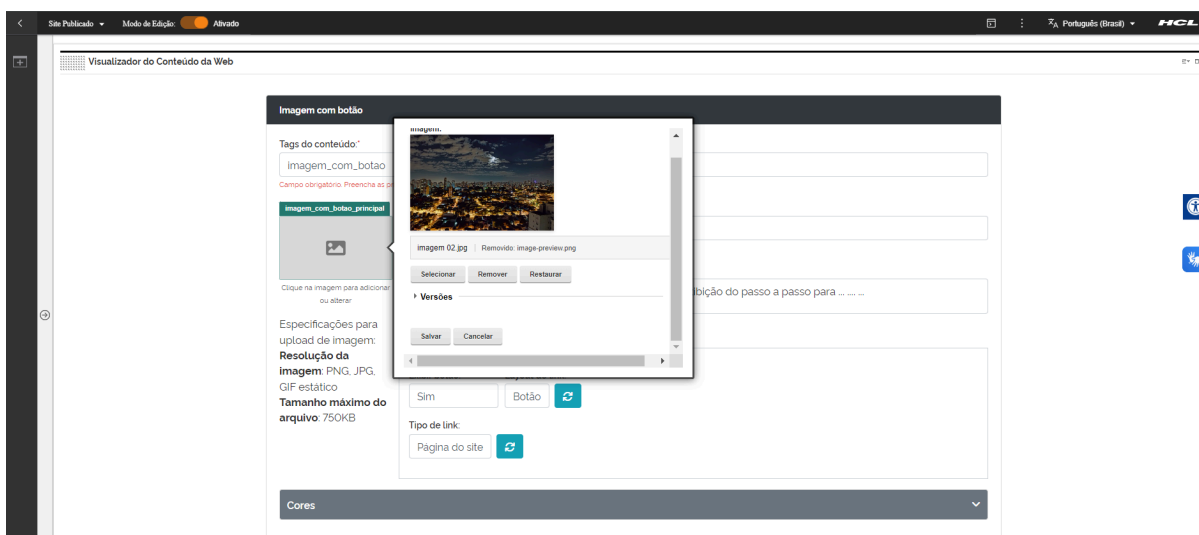 Site Publicado
Modo de Edição:
Ativado
Português (Brasil)
HCL
Visualizador do Conteúdo da Web
Imagem com botão
Tags do conteúdo:*
imagem_com_botao
Campo obrigatório. Preencha as
imagem_com_botao_principal
Clique na imagem para adicionar
ou alterar
Especificações para
upload de imagem:
Resolução da
imagem: PNG, JPG,
GIF estático
Tamanho máximo do
arquivo: 750KB
Imagem:
imagem 02.jpg
Removido: image-preview.png
Selecionar
Remover
Restaurar
Versões
Salvar
Cancelar
ibição do passo a passo para ... .... ...
Sim
Botão
Tipo de link:
Página do site
Cores